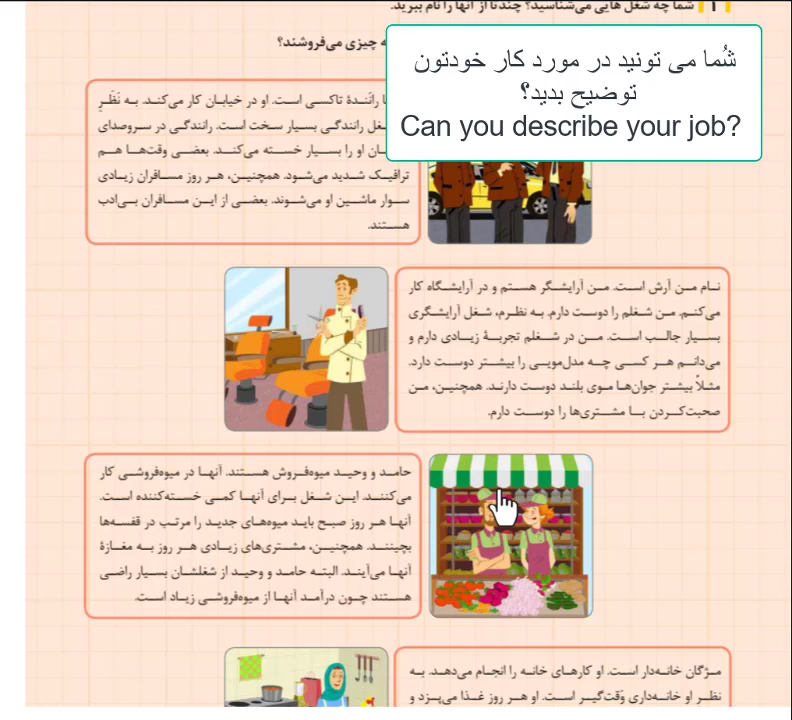 ۱ شما چه شغل هایی می‌شناسید؟ چندتا از آنها را نام ببرید.
چیزی می‌فروشند؟
شُما می تونید در مورد کار خودتون
توضیح بدید؟
Can you describe your job?
رانندهٔ تاکسی است. او در خیابان کار می‌کند. به نَظَرِ
رانندگی بسیار سخت است. رانندگی در سروصدای
او را بسیار خسته می‌کند. بعضی وقت‌ها هم
ترافیک شدید می‌شود. همچنین، هر روز مسافران زیادی
سوار ماشین او می‌شوند. بعضی از این مسافران بی‌ادب
هستند.
نام من آرش است. من آرایشگر هستم و در آرایشگاه کار
می‌کنم. من شغلم را دوست دارم. به نظرم، شغل آرایشگری
بسیار جالب است. من در شغلم تجربهٔ زیادی دارم و
می‌دانم هر کسی چه مدل‌مویی را بیشتر دوست دارد.
مثلاً بیشتر جوان‌ها موی بلند دوست دارند. همچنین، من
صحبت‌کردن با مشتری‌ها را دوست دارم.
حامد و وحید میوه‌فروش هستند. آنها در میوه‌فروشی کار
می‌کنند. این شغل برای آنها کمی خسته‌کننده است.
آنها هر روز صبح باید میوه‌های جدید را مرتب در قفسه‌ها
بچینند. همچنین، مشتری‌های زیادی هر روز به مغازهٔ
آنها می‌آیند. البته حامد و وحید از شغلشان بسیار راضی
هستند چون درآمد آنها از میوه‌فروشی زیاد است.
مژگان خانه‌دار است. او کارهای خانه را انجام می‌دهد. به
نظر او خانه‌داری وَقت‌گیر است. او هر روز غذا می‌پزد و